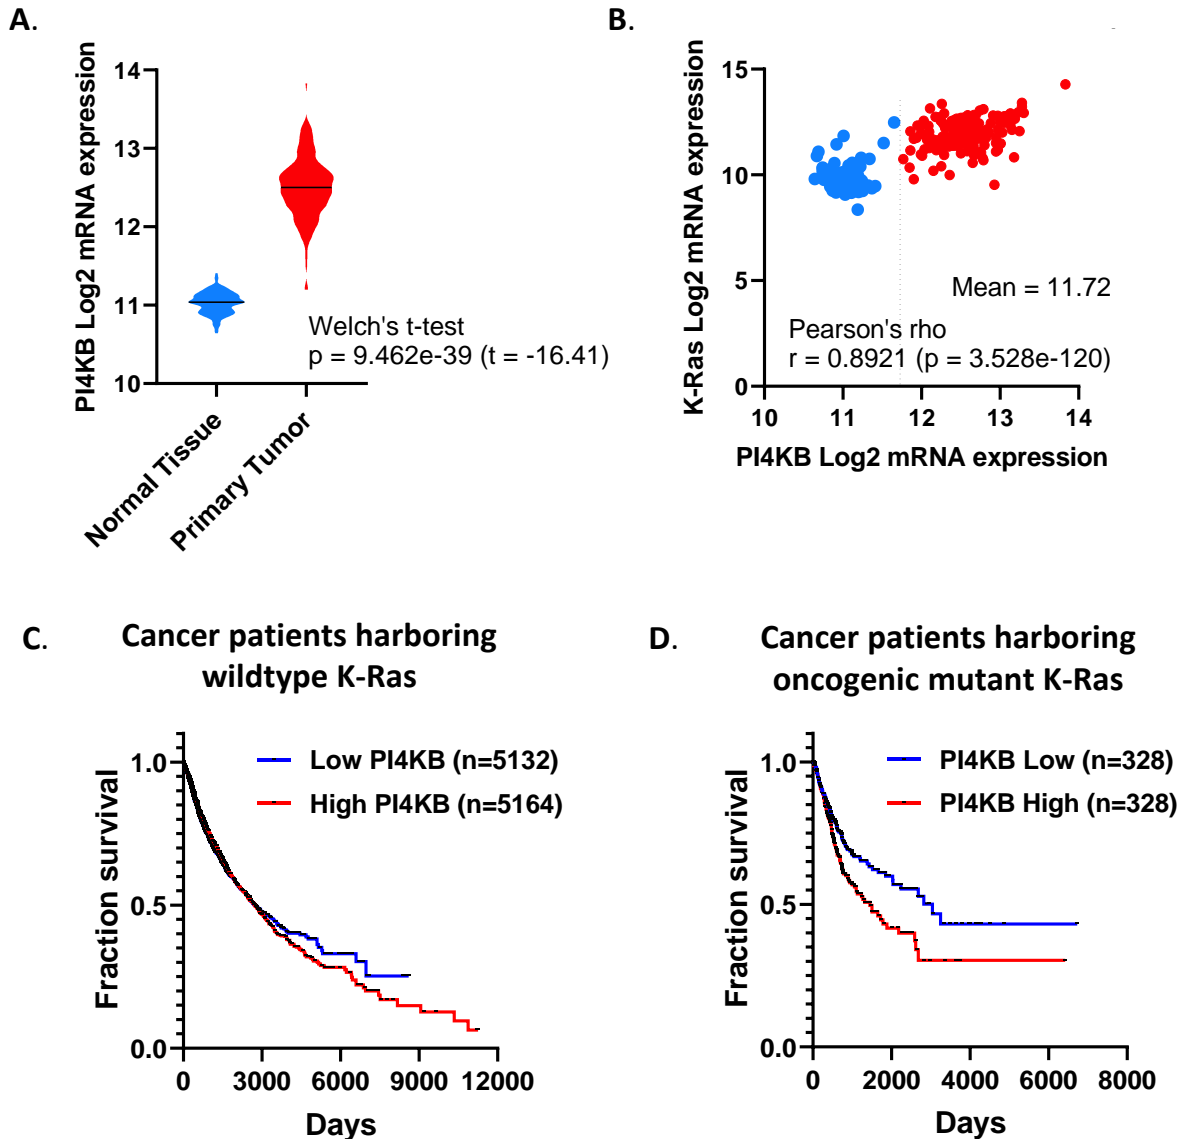 A.
PI4KB Log2 mRNA expression
14
13
12
11
10
Welch's t-test
p = 9.462e-39 (t = -16.41)
Normal Tissue
Primary Tumor
B.
K-Ras Log2 mRNA expression
15
10
5
0
Mean = 11.72
Pearson's rho
r = 0.8921 (p = 3.528e-120)
10 11 12 13 14
PI4KB Log2 mRNA expression
C.
Cancer patients harboring
wildtype K-Ras
Low PI4KB (n=5132)
High PI4KB (n=5164)
Fraction survival
1.0
0.5
0.0
0 3000 6000 9000 12000
Days
D.
Cancer patients harboring
oncogenic mutant K-Ras
PI4KB Low (n=328)
PI4KB High (n=328)
Fraction survival
1.0
0.5
0.0
0 2000 4000 6000 8000
Days